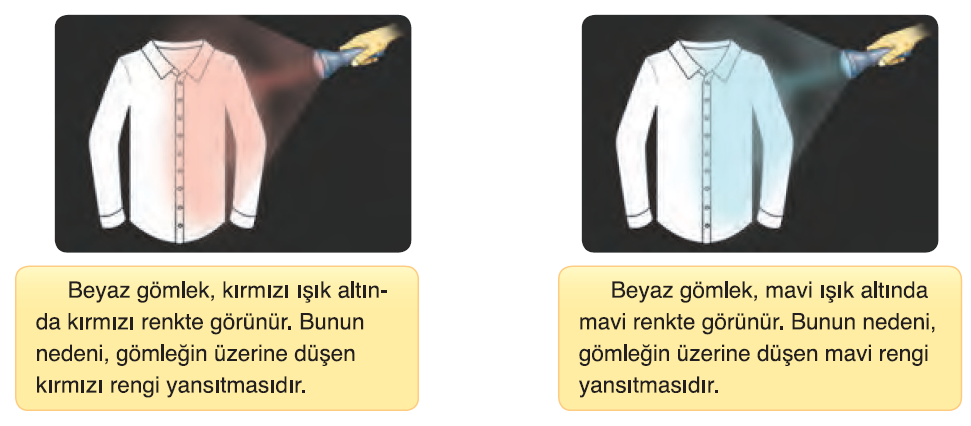 Beyaz gömlek, kırmızı ışık altın-
da kırmızı renkte görünür. Bunun
nedeni, gömleğin üzerine düşen
kırmızı rengi yansıtmasıdır.
Beyaz gömlek, mavi ışık altında
mavi renkte görünür. Bunun nedeni,
gömleğin üzerine düşen mavi rengi
yansıtmasıdır.